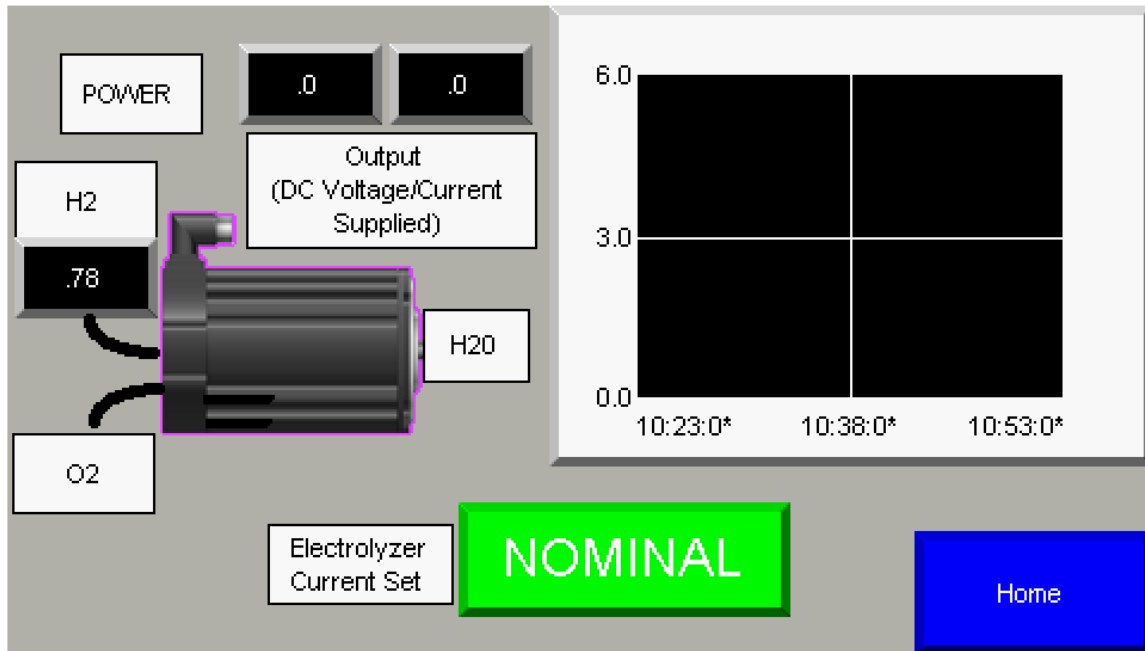 POWER
.0
.0
Output
(DC Voltage/Current
Supplied)
H2
.78
H20
O2
6.0
3.0
0.0
10:23:0*
10:38:0*
10:53:0*
Electrolyzer
Current Set
NOMINAL
Home